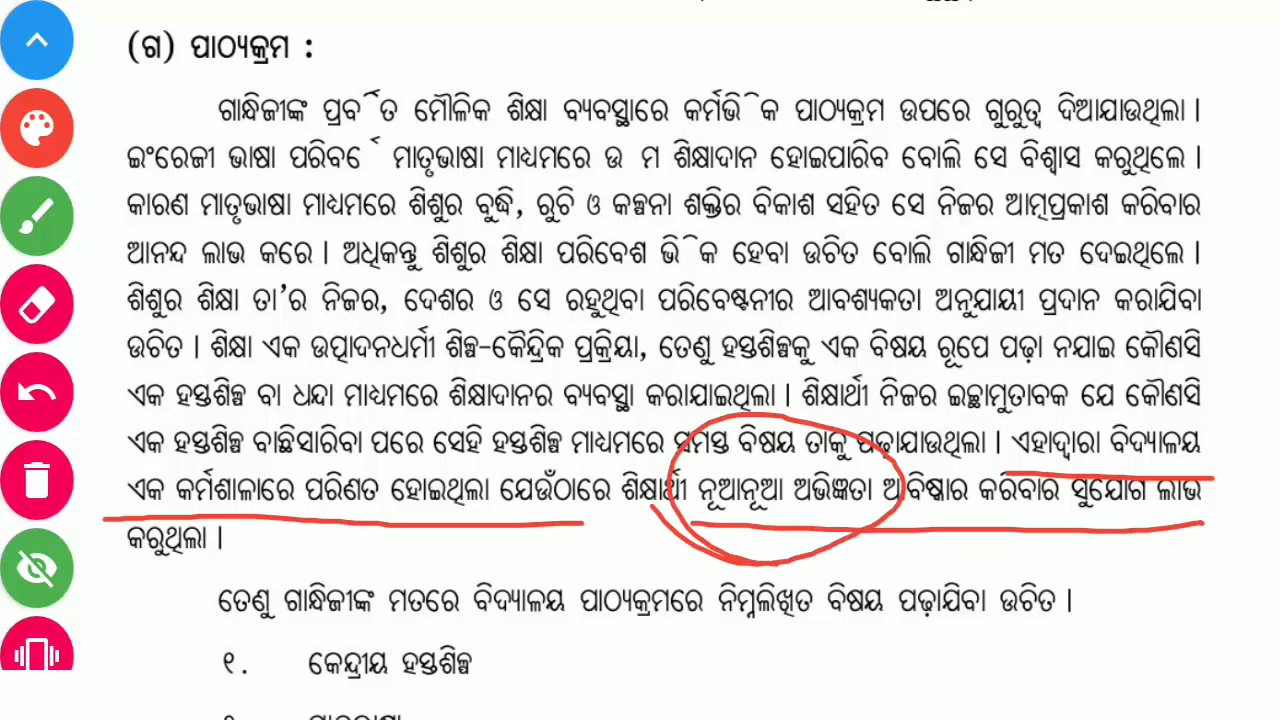 (ଗ) ପାଠ୍ୟକ୍ରମ :
ଗାନ୍ଧିଜୀଙ୍କ ପ୍ରବର୍ତିତ ମୌଳିକ ଶିକ୍ଷା ବ୍ୟବସ୍ଥାରେ କର୍ମଭିିକ ପାଠ୍ୟକ୍ରମ ଉପରେ ଗୁରୁତ୍ୱ ଦିଆଯାଉଥିଲା ।
ଇଂରେଜୀ ଭାଷା ପରିବର୍ତେ ମାତୃଭାଷା ମାଧ୍ୟମରେ ଉ ମ ଶିକ୍ଷାଦାନ ହୋଇପାରିବ ବୋଲି ସେ ବିଶ୍ୱାସ କରୁଥିଲେ ।
କାରଣ ମାତୃଭାଷା ମାଧ୍ୟମରେ ଶିଶୁର ବୁଦ୍ଧି, ରୁଚି ଓ କଳ୍ପନା ଶକ୍ତିର ବିକାଶ ସହିତ ସେ ନିଜର ଆତ୍ମପ୍ରକାଶ କରିବାର
ଆନନ୍ଦ ଲାଭ କରେ । ଅଧିକନ୍ତୁ ଶିଶୁର ଶିକ୍ଷା ପରିବେଶ ଭିିକ ହେବା ଉଚିତ ବୋଲି ଗାନ୍ଧିଜୀ ମତ ଦେଇଥିଲେ ।
ଶିଶୁର ଶିକ୍ଷା ତା'ର ନିଜର, ଦେଶର ଓ ସେ ରହୁଥିବା ପରିବେଷ୍ଟନୀର ଆବଶ୍ୟକତା ଅନୁଯାୟୀ ପ୍ରଦାନ କରାଯିବା
ଉଚିତ । ଶିକ୍ଷା ଏକ ଉତ୍ପାଦନଧର୍ମୀ ଶିଳ୍ପ-କୈନ୍ଦ୍ରିକ ପ୍ରକ୍ରିୟା, ତେଣୁ ହସ୍ତଶିଳ୍ପକୁ ଏକ ବିଷୟ ରୂପେ ପଢ଼ା ନଯାଇ କୌଣସି
ଏକ ହସ୍ତଶିଳ୍ପ ବା ଧନ୍ଦା ମାଧ୍ୟମରେ ଶିକ୍ଷାଦାନର ବ୍ୟବସ୍ଥା କରାଯାଇଥିଲା । ଶିକ୍ଷାର୍ଥୀ ନିଜର ଇଚ୍ଛାମୁତାବକ ଯେ କୌଣସି
ଏକ ହସ୍ତଶିଳ୍ପ ବାଛିସାରିବା ପରେ ସେହି ହସ୍ତଶିଳ୍ପ ମାଧ୍ୟମରେ ସମସ୍ତ ବିଷୟ ତାକୁ ପଢ଼ାଯାଉଥିଲା । ଏହାଦ୍ୱାରା ବିଦ୍ୟାଳୟ
ଏକ କର୍ମଶାଳାରେ ପରିଣତ ହୋଇଥିଲା ଯେଉଁଠାରେ ଶିକ୍ଷାର୍ଥୀ ନୂଆନୂଆ ଅଭିଜ୍ଞତା ଅବିଷ୍କାର କରିବାର ସୁଯୋଗ ଲାଭ
କରୁଥିଲା ।
ତେଣୁ ଗାନ୍ଧିଜୀଙ୍କ ମତରେ ବିଦ୍ୟାଳୟ ପାଠ୍ୟକ୍ରମରେ ନିମ୍ନଲିଖିତ ବିଷୟ ପଢ଼ାଯିବା ଉଚିତ ।
୧. କେନ୍ଦ୍ରୀୟ ହସ୍ତଶିଳ୍ପ